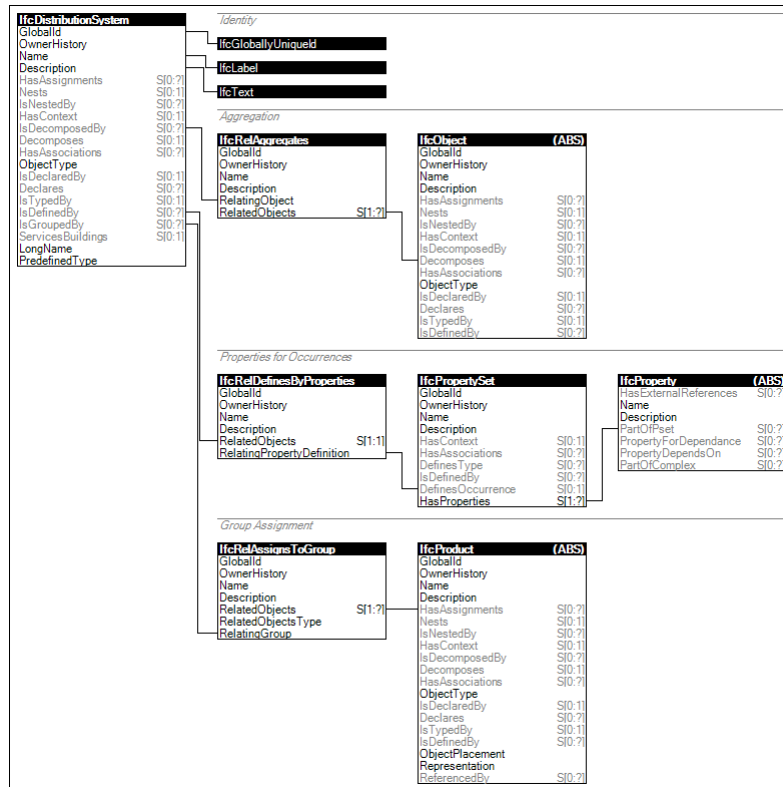 IfcDistributionSystem
GlobalId
OwnerHistory
Name
Description
HasAssignments S[0:?]
Nests S[0:1]
IsNestedBy S[0:?]
HasContext S[0:1]
IsDecomposedBy S[0:?]
Decomposes S[0:1]
HasAssociations S[0:?]
ObjectType
IsDeclaredBy S[0:1]
Declares S[0:?]
IsTypedBy S[0:1]
IsDefinedBy S[0:?]
IsGroupedBy S[0:?]
ServicesBuildings S[0:1]
LongName
PredefinedType
Identity
IfcGloballyUniqueId
IfcLabel
IfcText
Aggregation
IfcRelAggregates
GlobalId
OwnerHistory
Name
Description
RelatingObject
RelatedObjects S[1:?]
IfcObject (ABS)
GlobalId
OwnerHistory
Name
Description
HasAssignments S[0:?]
Nests S[0:1]
IsNestedBy S[0:?]
HasContext S[0:1]
IsDecomposedBy S[0:?]
Decomposes S[0:1]
HasAssociations S[0:?]
ObjectType
IsDeclaredBy S[0:1]
Declares S[0:?]
IsTypedBy S[0:1]
IsDefinedBy S[0:?]
Properties for Occurrences
IfcRelDefinesByProperties
GlobalId
OwnerHistory
Name
Description
RelatedObjects S[1:1]
RelatingPropertyDefinition
IfcPropertySet
GlobalId
OwnerHistory
Name
Description
HasContext S[0:1]
HasAssociations S[0:?]
DefinesType S[0:?]
IsDefinedBy S[0:?]
DefinesOccurrence S[0:1]
HasProperties S[1:?]
IfcProperty (ABS)
HasExternalReferences S[0:?
Name
Description
PartOfPset S[0:?
PropertyForDependance S[0:?
PropertyDependsOn S[0:?
PartOfComplex S[0:?
Group Assignment
IfcRelAssignsToGroup
GlobalId
OwnerHistory
Name
Description
RelatedObjects S[1:?]
RelatedObjectsType
RelatingGroup
IfcProduct (ABS)
GlobalId
OwnerHistory
Name
Description
HasAssignments S[0:?]
Nests S[0:1]
IsNestedBy S[0:?]
HasContext S[0:1]
IsDecomposedBy S[0:?]
Decomposes S[0:1]
HasAssociations S[0:?]
ObjectType
IsDeclaredBy S[0:1]
Declares S[0:?]
IsTypedBy S[0:1]
IsDefinedBy S[0:?]
ObjectPlacement
Representation
ReferencedBy S[0:?]